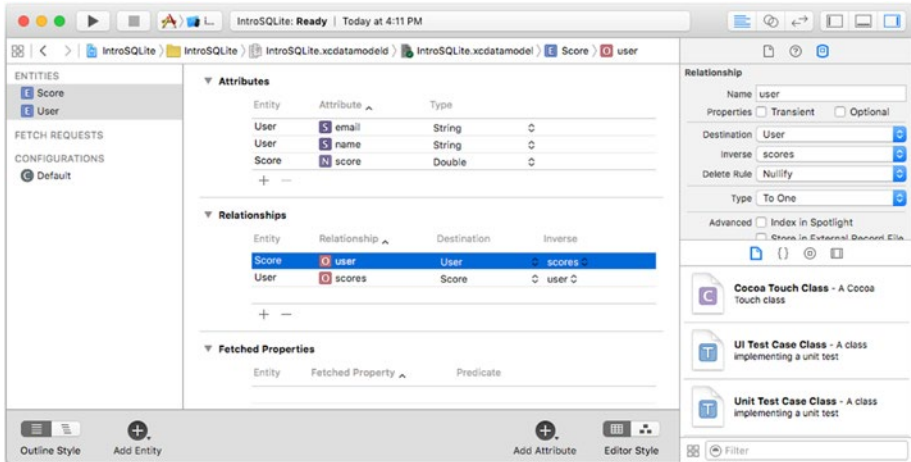 IntroSQLite: Ready | Today at 4:11 PM
IntroSQLite IntroSQLite IntroSQLite.xcdatamodeld IntroSQLite.xcdatamodel E Score O user
ENTITIES
E Score
E User
FETCH REQUESTS
CONFIGURATIONS
C Default
Attributes
Entity Attribute Type
User S email String
User S name String
Score N score Double
+ −
Relationships
Entity Relationship Destination Inverse
Score O user User scores
User O scores Score user
+ −
Fetched Properties
Entity Fetched Property Predicate
Outline Style Add Entity Add Attribute Editor Style
Relationship
Name user
Properties Transient Optional
Destination User
Inverse scores
Delete Rule Nullify
Type To One
Advanced Index in Spotlight
Store in External Record File
{}
C Cocoa Touch Class - A Cocoa
Touch class
T UI Test Case Class - A class
implementing a unit test
T Unit Test Case Class - A class
implementing a unit test
Filter